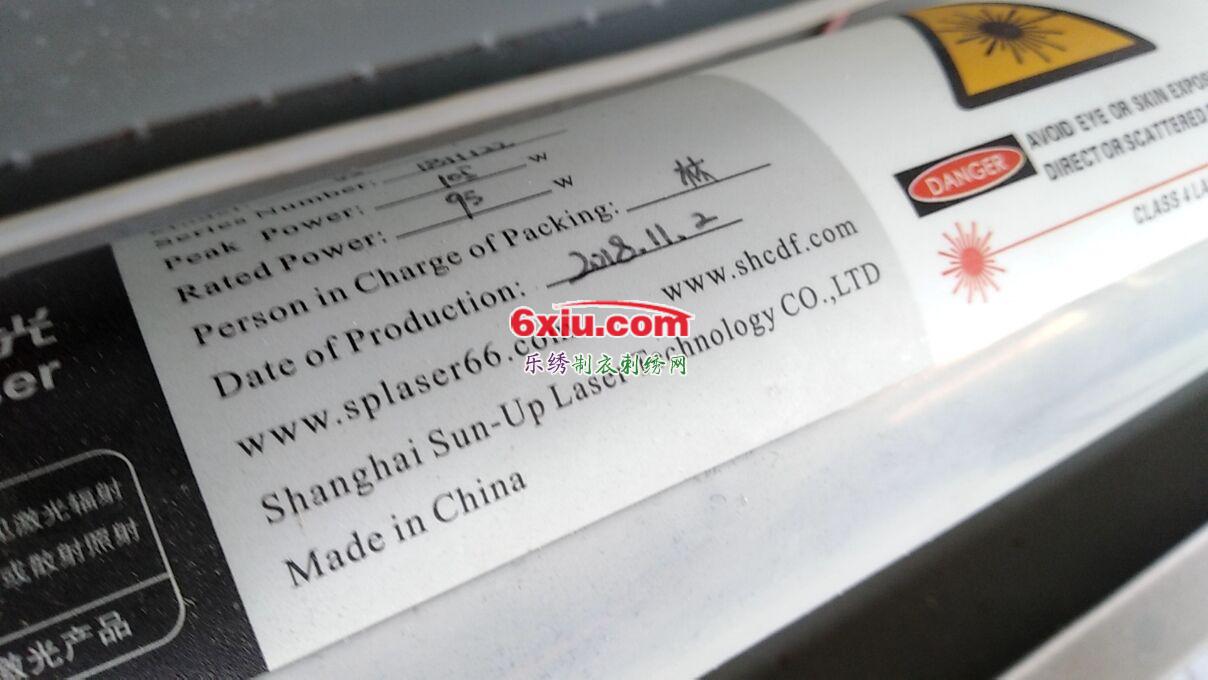 Series Number: 1811122
Peak Power: 105 W
Rated Power: 95 W
Person in Charge of Packing: 林
Date of Production: 2018.11.2
www.splaser66.com www.shcdf.com
Shanghai Sun-Up Laser Technology CO.,LTD
Made in China
6xiu.com
乐绣制衣刺绣网
DANGER
AVOID EYE OR SKIN EXPOS
DIRECT OR SCATTERED
CLASS 4 LA
光
ser
激光辐射
或散射照射
激光产品